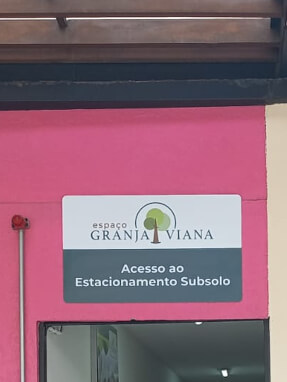 espaço
GRANJA VIANA
Acesso ao
Estacionamento Subsolo